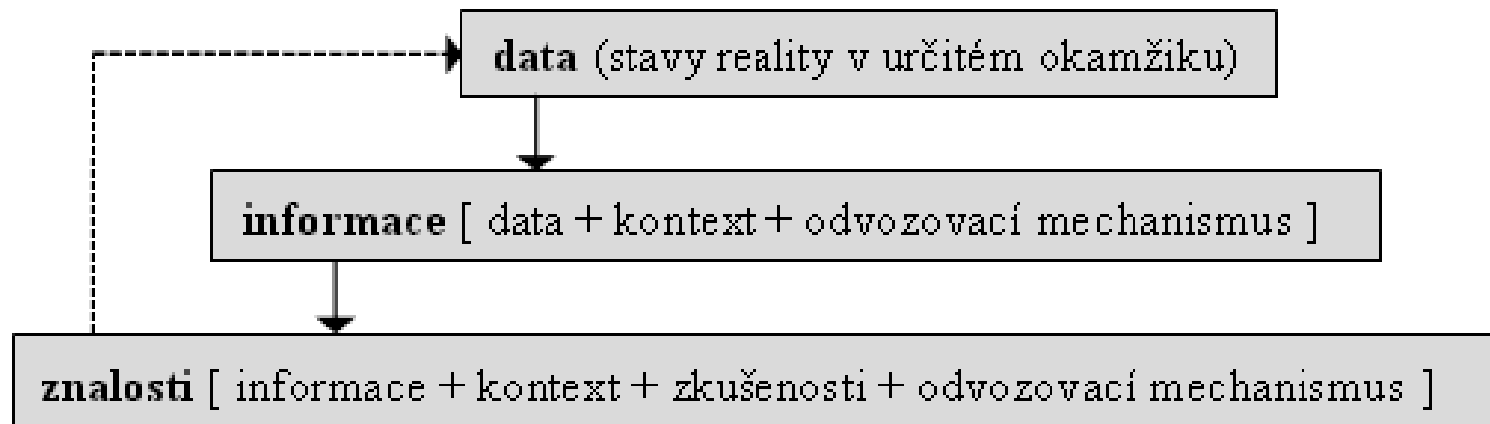 data (stavy reality v určitém okamžiku)
informace [ data + kontext + odvozovací mechanismus ]
znalosti [ informace + kontext + zkušenosti + odvozovací mechanismus ]